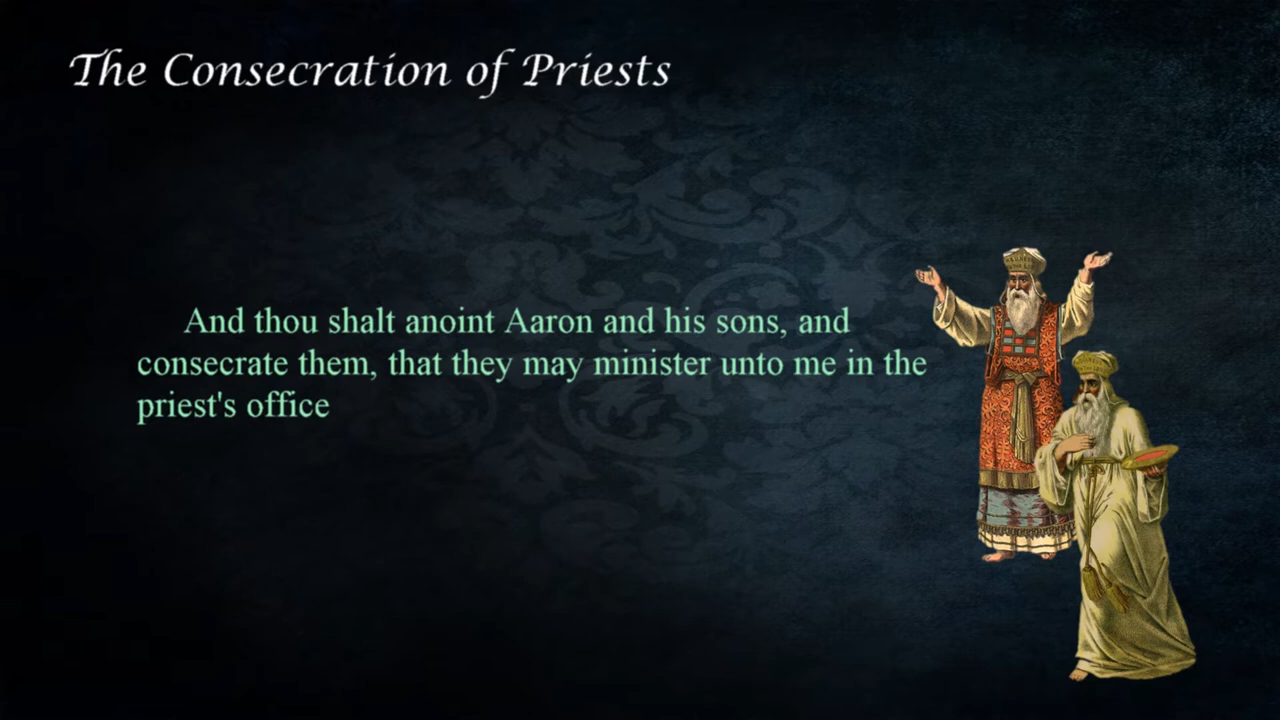 The Consecration of Priests
And thou shalt anoint Aaron and his sons, and
consecrate them, that they may minister unto me in the
priest's office